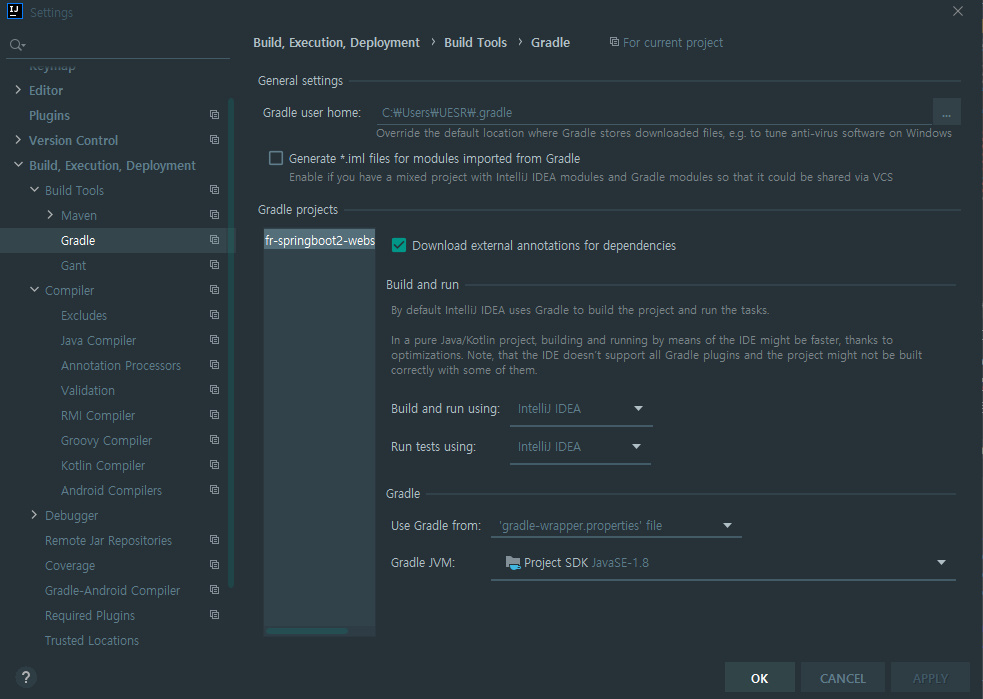 IJ Settings
Keymap
Editor
Plugins
Version Control
Build, Execution, Deployment
Build Tools
Maven
Gradle
Gant
Compiler
Excludes
Java Compiler
Annotation Processors
Validation
RMI Compiler
Groovy Compiler
Kotlin Compiler
Android Compilers
Debugger
Remote Jar Repositories
Coverage
Gradle-Android Compiler
Required Plugins
Trusted Locations
?
Build, Execution, Deployment › Build Tools › Gradle For current project
General settings
Gradle user home: C:₩Users₩UESR₩.gradle ...
Override the default location where Gradle stores downloaded files, e.g. to tune anti-virus software on Windows
Generate *.iml files for modules imported from Gradle
Enable if you have a mixed project with IntelliJ IDEA modules and Gradle modules so that it could be shared via VCS
Gradle projects
fr-springboot2-webs
Download external annotations for dependencies
Build and run
By default IntelliJ IDEA uses Gradle to build the project and run the tasks.
In a pure Java/Kotlin project, building and running by means of the IDE might be faster, thanks to
optimizations. Note, that the IDE doesn't support all Gradle plugins and the project might not be built
correctly with some of them.
Build and run using: IntelliJ IDEA
Run tests using: IntelliJ IDEA
Gradle
Use Gradle from: 'gradle-wrapper.properties' file
Gradle JVM: Project SDK JavaSE-1.8
OK CANCEL APPLY